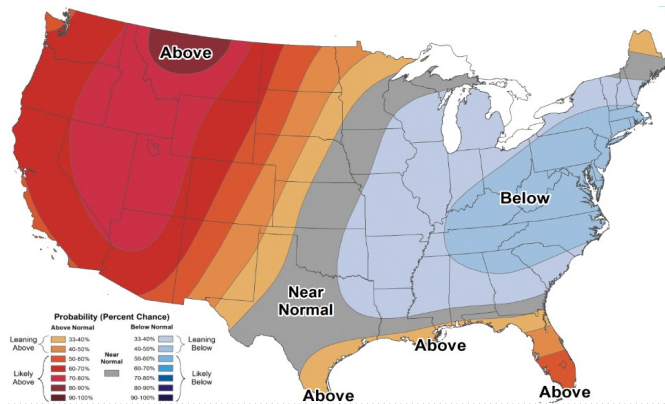 Above
Below
Near
Normal
Above
Above
Above
Probability (Percent Chance)
Above Normal
Below Normal
Leaning
Above
Likely
Above
33-40%
40-50%
50-60%
60-70%
70-80%
80-90%
90-100%
Near
Normal
33-40%
40-50%
50-60%
60-70%
70-80%
80-90%
90-100%
Leaning
Below
Likely
Below